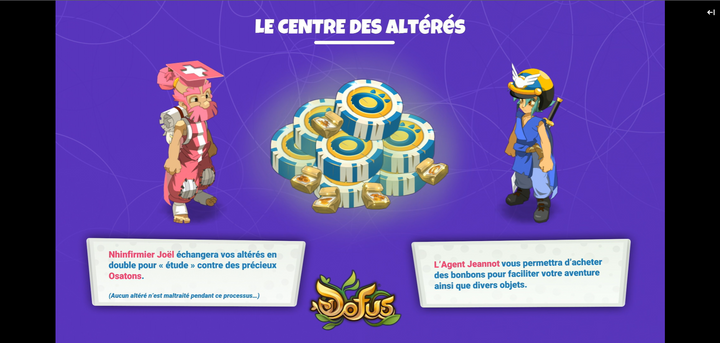 LE CENTRE DES ALTÉRÉS
Nhinfirmier Joël échangera vos altérés en
double pour « étude » contre des précieux
Osatons.
(Aucun altéré n'est maltraité pendant ce processus...)
L'Agent Jeannot vous permettra d'acheter
des bonbons pour faciliter votre aventure
ainsi que divers objets.
DOFUS